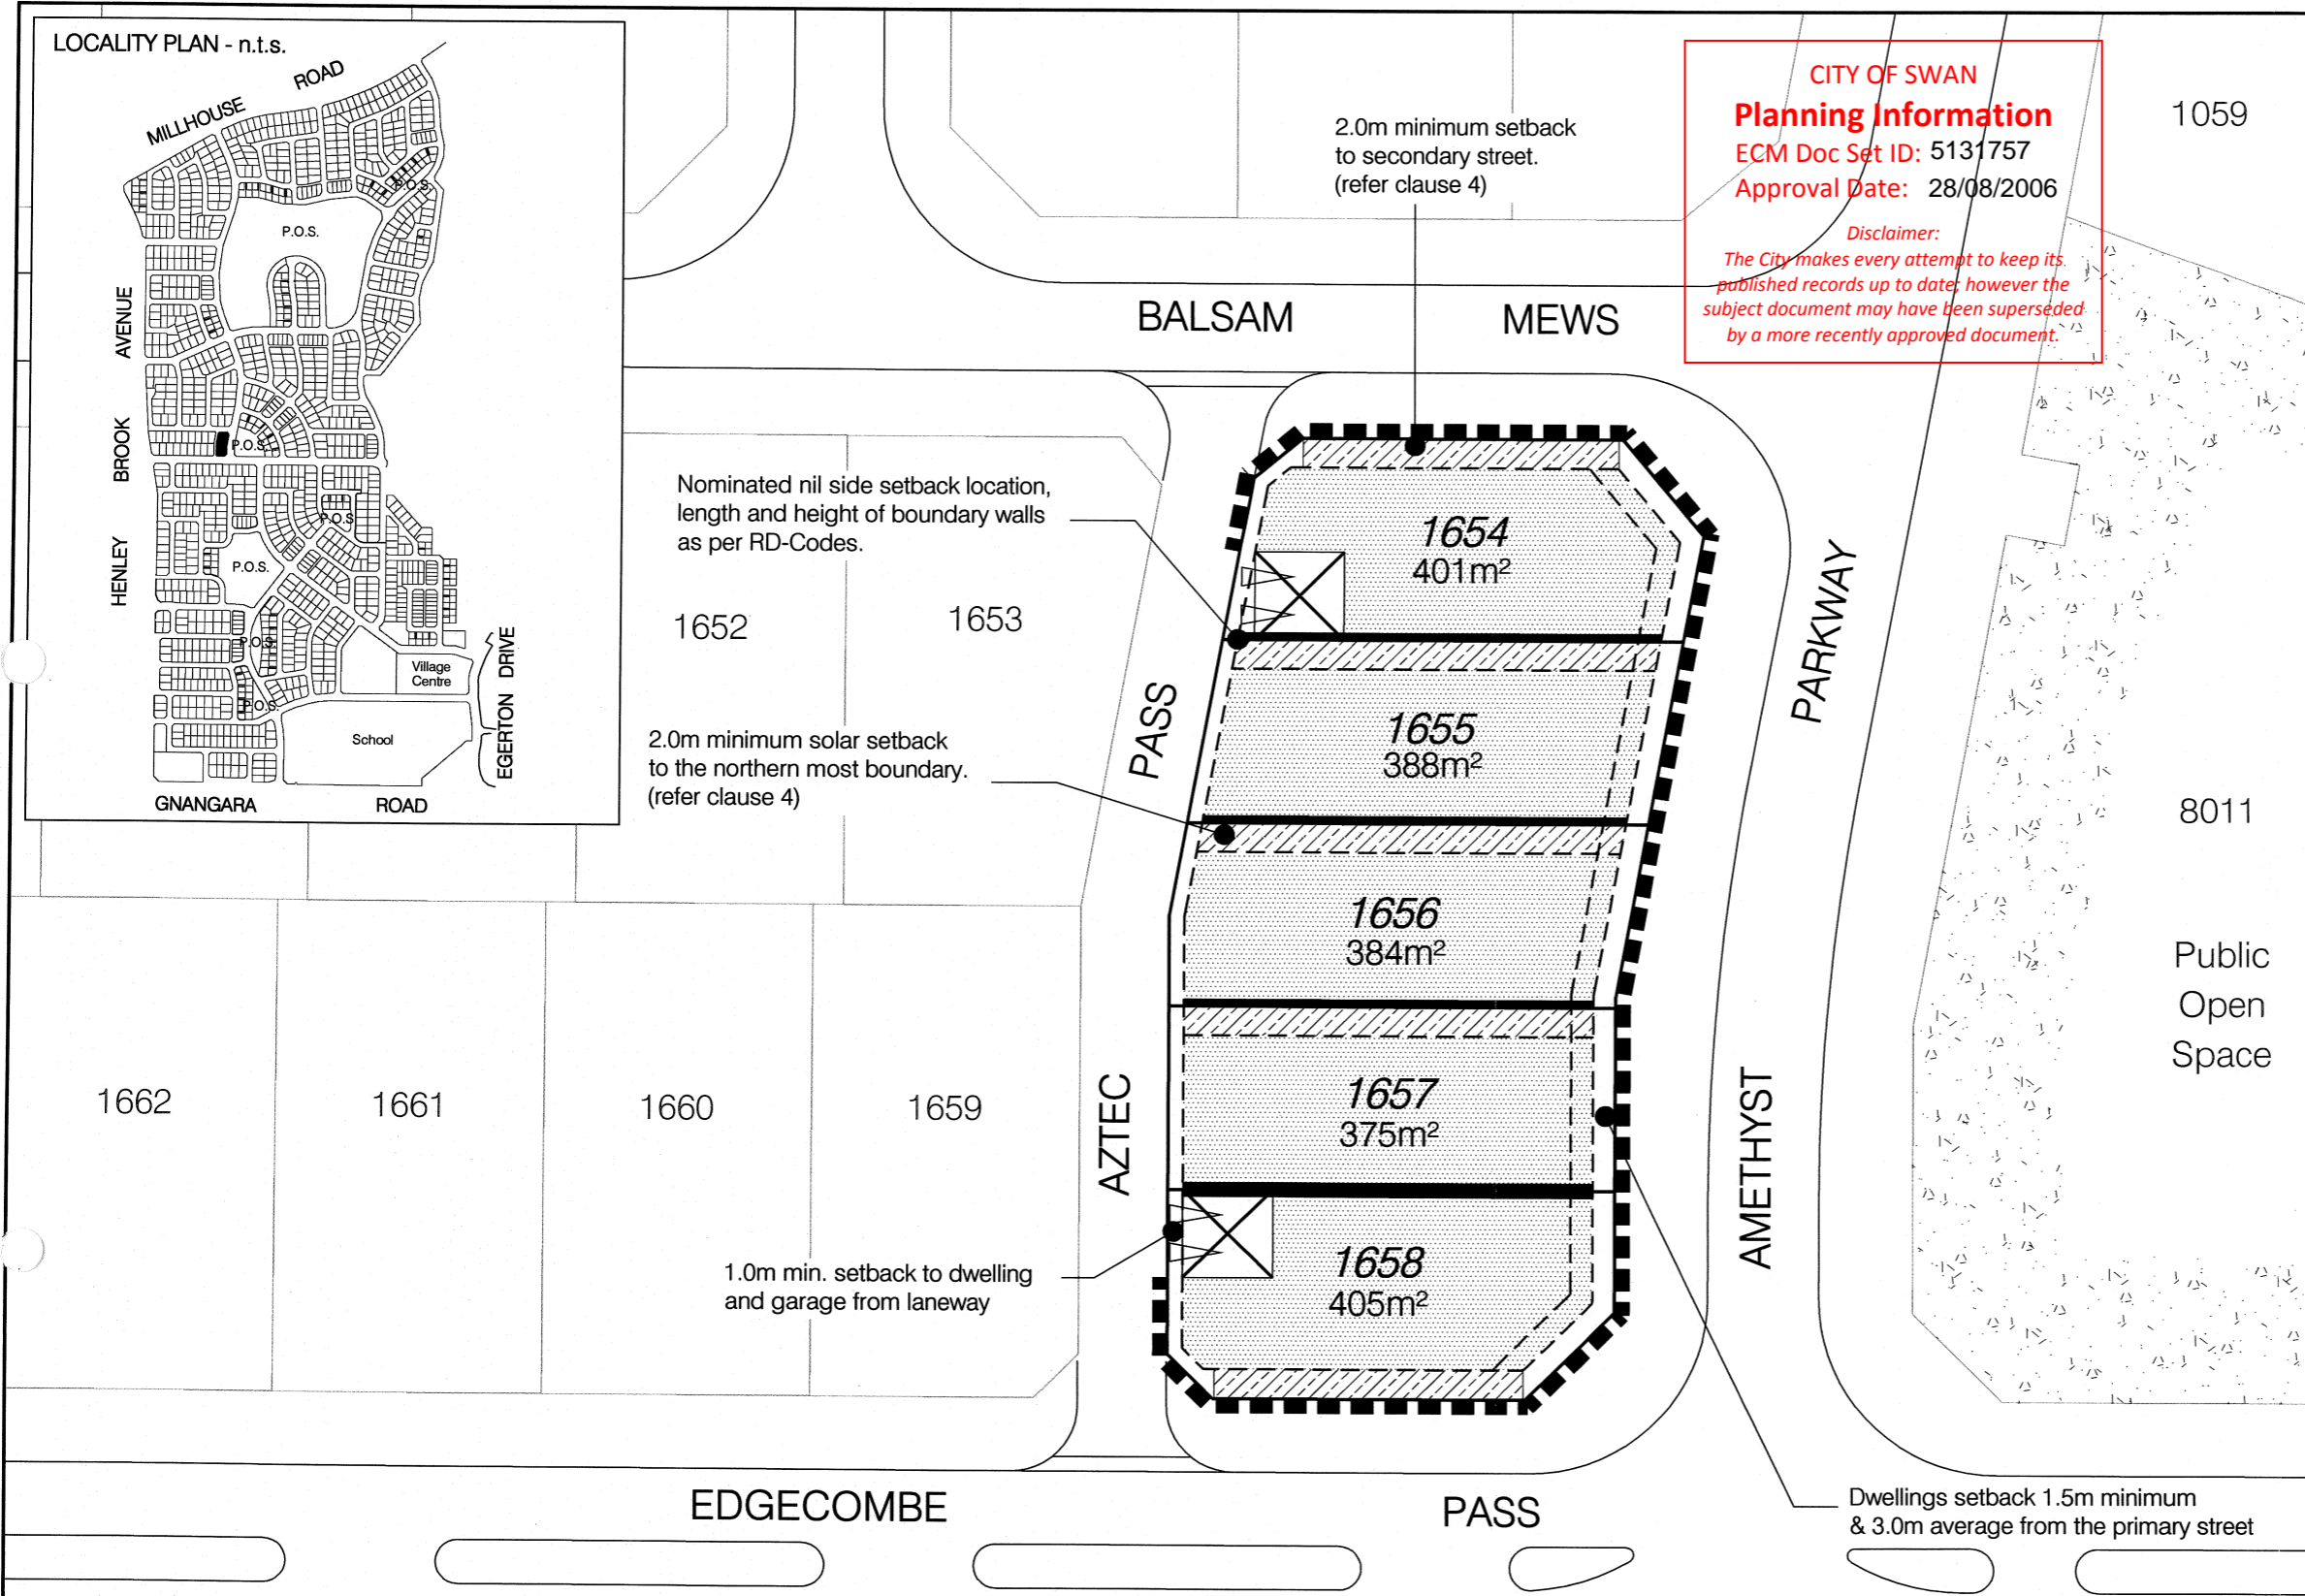 LOCALITY PLAN - n.t.s.
MILLHOUSE ROAD
P.O.S.
P.O.S.
HENLEY BROOK AVENUE
P.O.S.
P.O.S
P.O.S.
P.O.S.
P.O.S.
Village
Centre
School
EGERTON DRIVE
GNANGARA ROAD
CITY OF SWAN
Planning Information
ECM Doc Set ID: 5131757
Approval Date: 28/08/2006
Disclaimer:
The City makes every attempt to keep its
published records up to date, however the
subject document may have been superseded
by a more recently approved document.
1059
2.0m minimum setback
to secondary street.
(refer clause 4)
BALSAM MEWS
Nominated nil side setback location,
length and height of boundary walls
as per RD-Codes.
1654
401m²
1652
1653
PASS
PARKWAY
1655
388m²
2.0m minimum solar setback
to the northern most boundary.
(refer clause 4)
8011
1656
384m²
Public
Open
Space
1662
1661
1660
1659
AZTEC
1657
375m²
AMETHYST
1658
405m²
1.0m min. setback to dwelling
and garage from laneway
EDGECOMBE PASS
Dwellings setback 1.5m minimum
& 3.0m average from the primary street